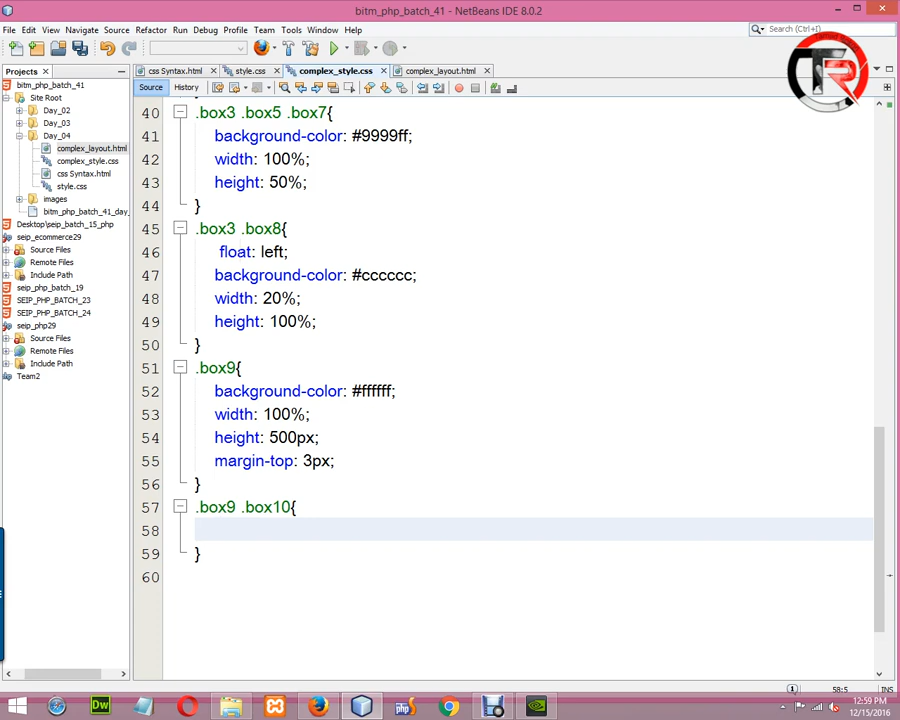 bitm_php_batch_41 - NetBeans IDE 8.0.2
File Edit View Navigate Source Refactor Run Debug Profile Team Tools Window Help
Search (Ctrl+I)
Projects
css Syntax.html
style.css
complex_style.css
complex_layout.html
Source History
bitm_php_batch_41
Site Root
Day_02
Day_03
Day_04
complex_layout.html
complex_style.css
css Syntax.html
style.css
images
bitm_php_batch_41_day_
Desktop\seip_batch_15_php
seip_ecommerce29
Source Files
Remote Files
Include Path
seip_php_batch_19
SEIP_PHP_BATCH_23
SEIP_PHP_BATCH_24
seip_php29
Source Files
Remote Files
Include Path
Team2
40 .box3 .box5 .box7{
41 background-color: #9999ff;
42 width: 100%;
43 height: 50%;
44 }
45 .box3 .box8{
46 float: left;
47 background-color: #cccccc;
48 width: 20%;
49 height: 100%;
50 }
51 .box9{
52 background-color: #ffffff;
53 width: 100%;
54 height: 500px;
55 margin-top: 3px;
56 }
57 .box9 .box10{
58
59 }
60
TR
1 58:5 INS
Dw
php
12:59 PM
12/15/2016